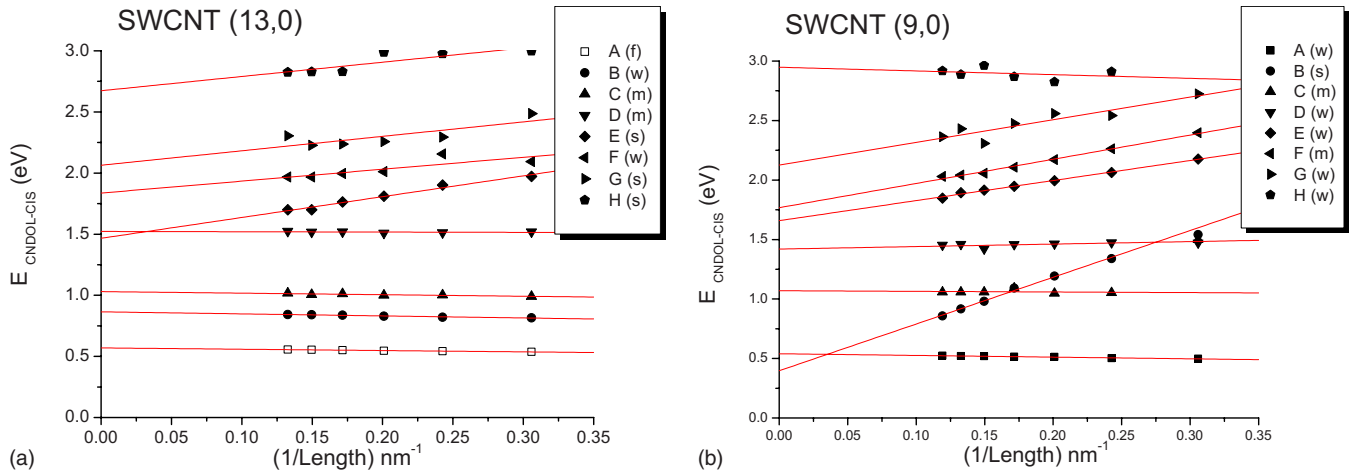 SWCNT (13,0)
A (f)
B (w)
C (m)
D (m)
E (s)
F (w)
G (s)
H (s)
3.0
2.5
2.0
1.5
1.0
0.5
0.0
E CNDOL-CIS (eV)
0.00 0.05 0.10 0.15 0.20 0.25 0.30 0.35
(1/Length) nm-1
(a)
SWCNT (9,0)
A (w)
B (s)
C (m)
D (w)
E (w)
F (m)
G (w)
H (w)
3.0
2.5
2.0
1.5
1.0
0.5
0.0
E CNDOL-CIS (eV)
0.00 0.05 0.10 0.15 0.20 0.25 0.30 0.35
(1/Length) nm-1
(b)